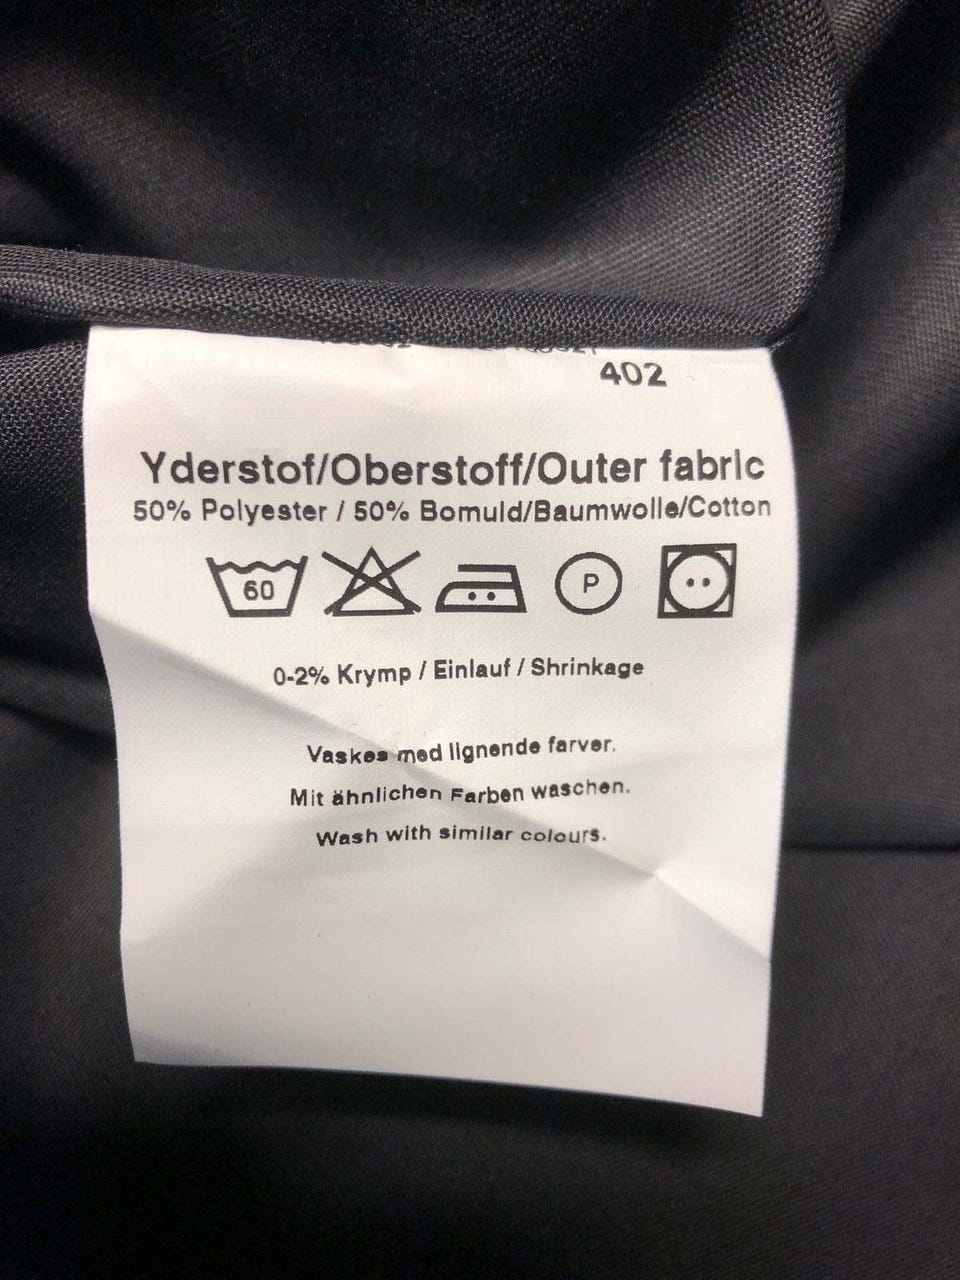 402
Yderstof/Oberstoff/Outer fabric
50% Polyester / 50% Bomuld/Baumwolle/Cotton
60 P
0-2% Krymp / Einlauf / Shrinkage
Vaskes med lignende farver.
Mit ähnlichen Farben waschen.
Wash with similar colours.